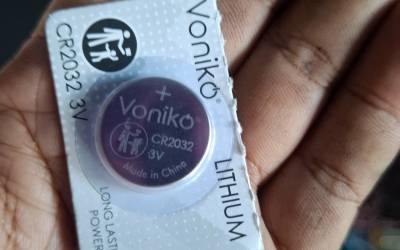 CR2032 3V
Voniko
LITHIUM
+
Voniko
CR2032
3V
Made in China
LONG LAST
POWER